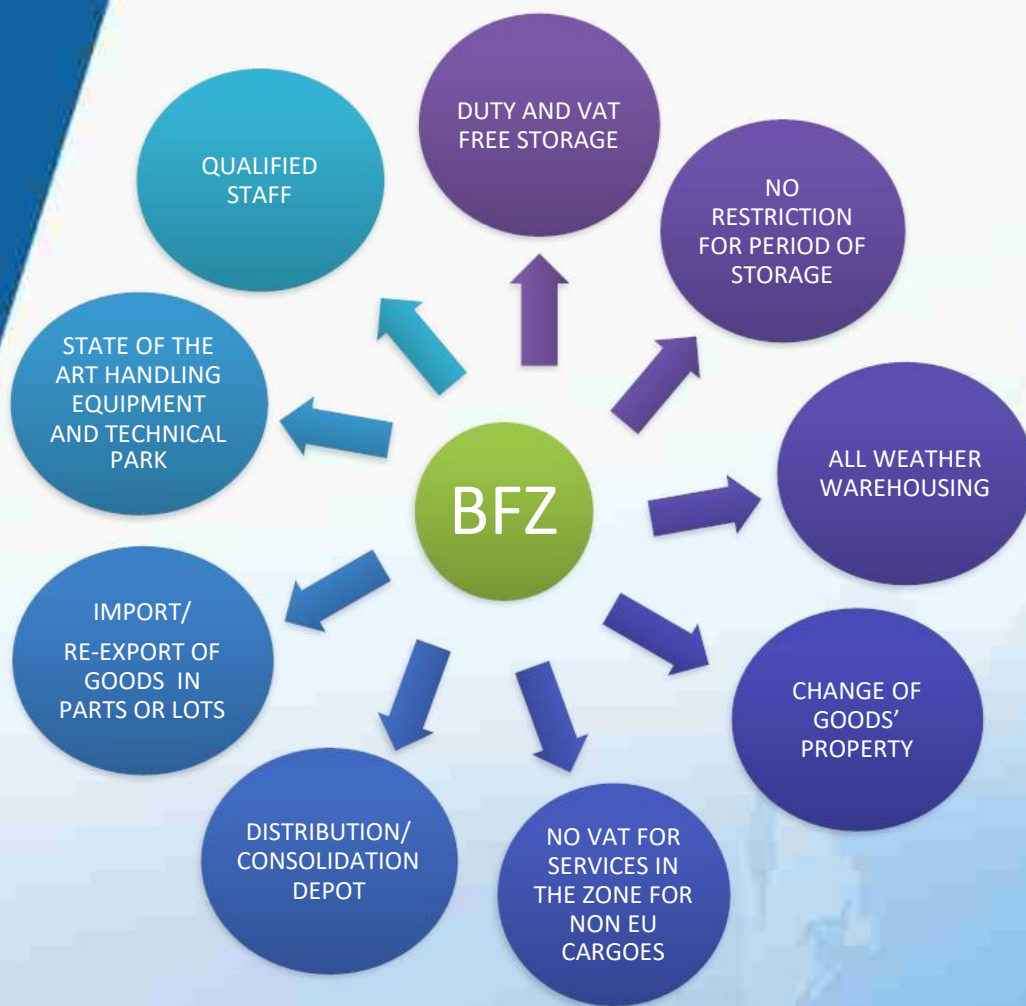 DUTY AND VAT
FREE STORAGE
NO
RESTRICTION
FOR PERIOD OF
STORAGE
ALL WEATHER
WAREHOUSING
CHANGE OF
GOODS’
PROPERTY
NO VAT FOR
SERVICES IN
THE ZONE FOR
NON EU
CARGOES
DISTRIBUTION/
CONSOLIDATION
DEPOT
IMPORT/
RE-EXPORT OF
GOODS IN
PARTS OR LOTS
STATE OF THE
ART HANDLING
EQUIPMENT
AND TECHNICAL
PARK
QUALIFIED
STAFF
BFZ